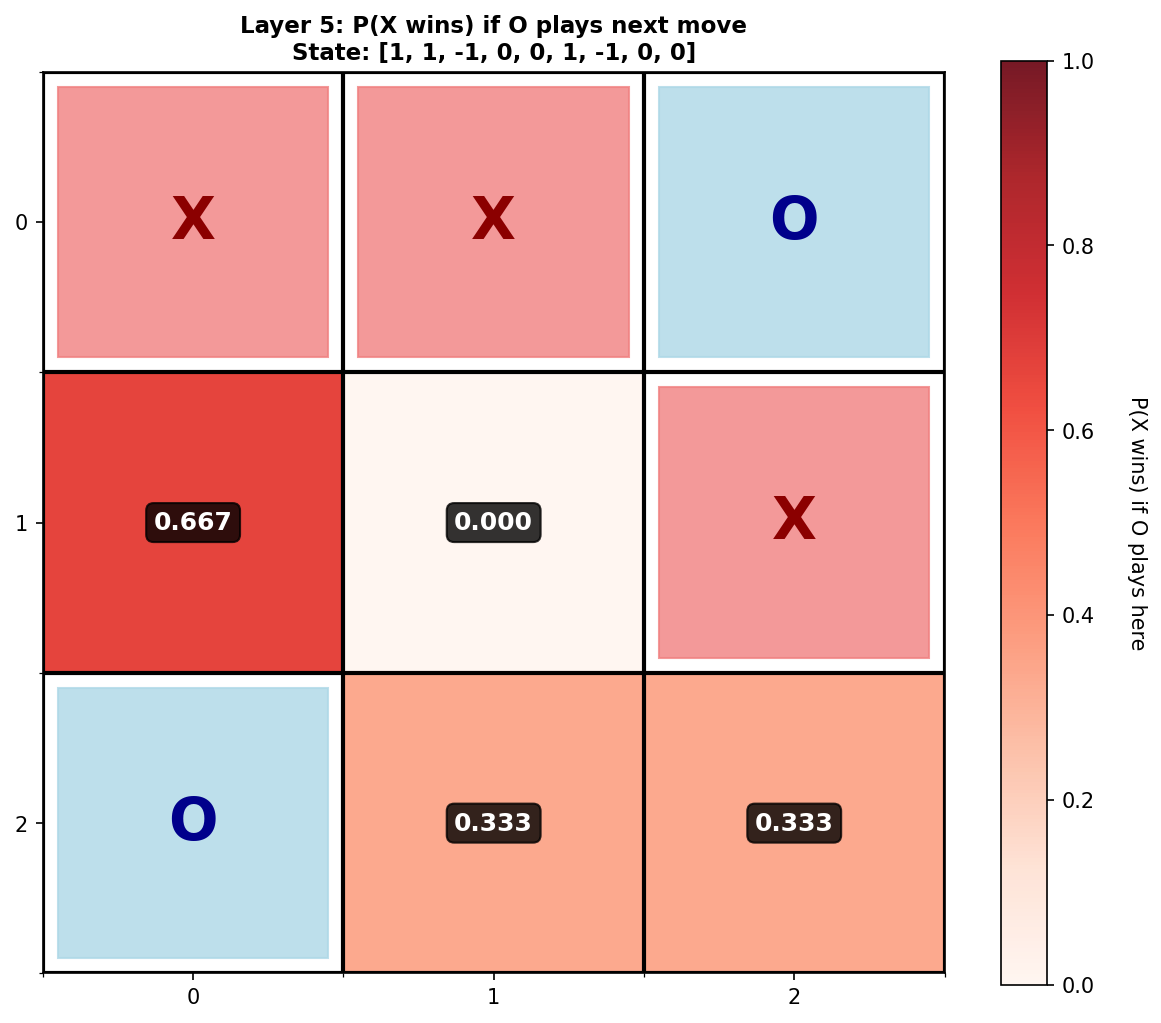 Layer 5: P(X wins) if O plays next move
State: [1, 1, -1, 0, 0, 1, -1, 0, 0]
X X O
0.667 0.000 X
O 0.333 0.333
0
1
2
0 1 2
1.0
0.8
0.6
0.4
0.2
0.0
P(X wins) if O plays here